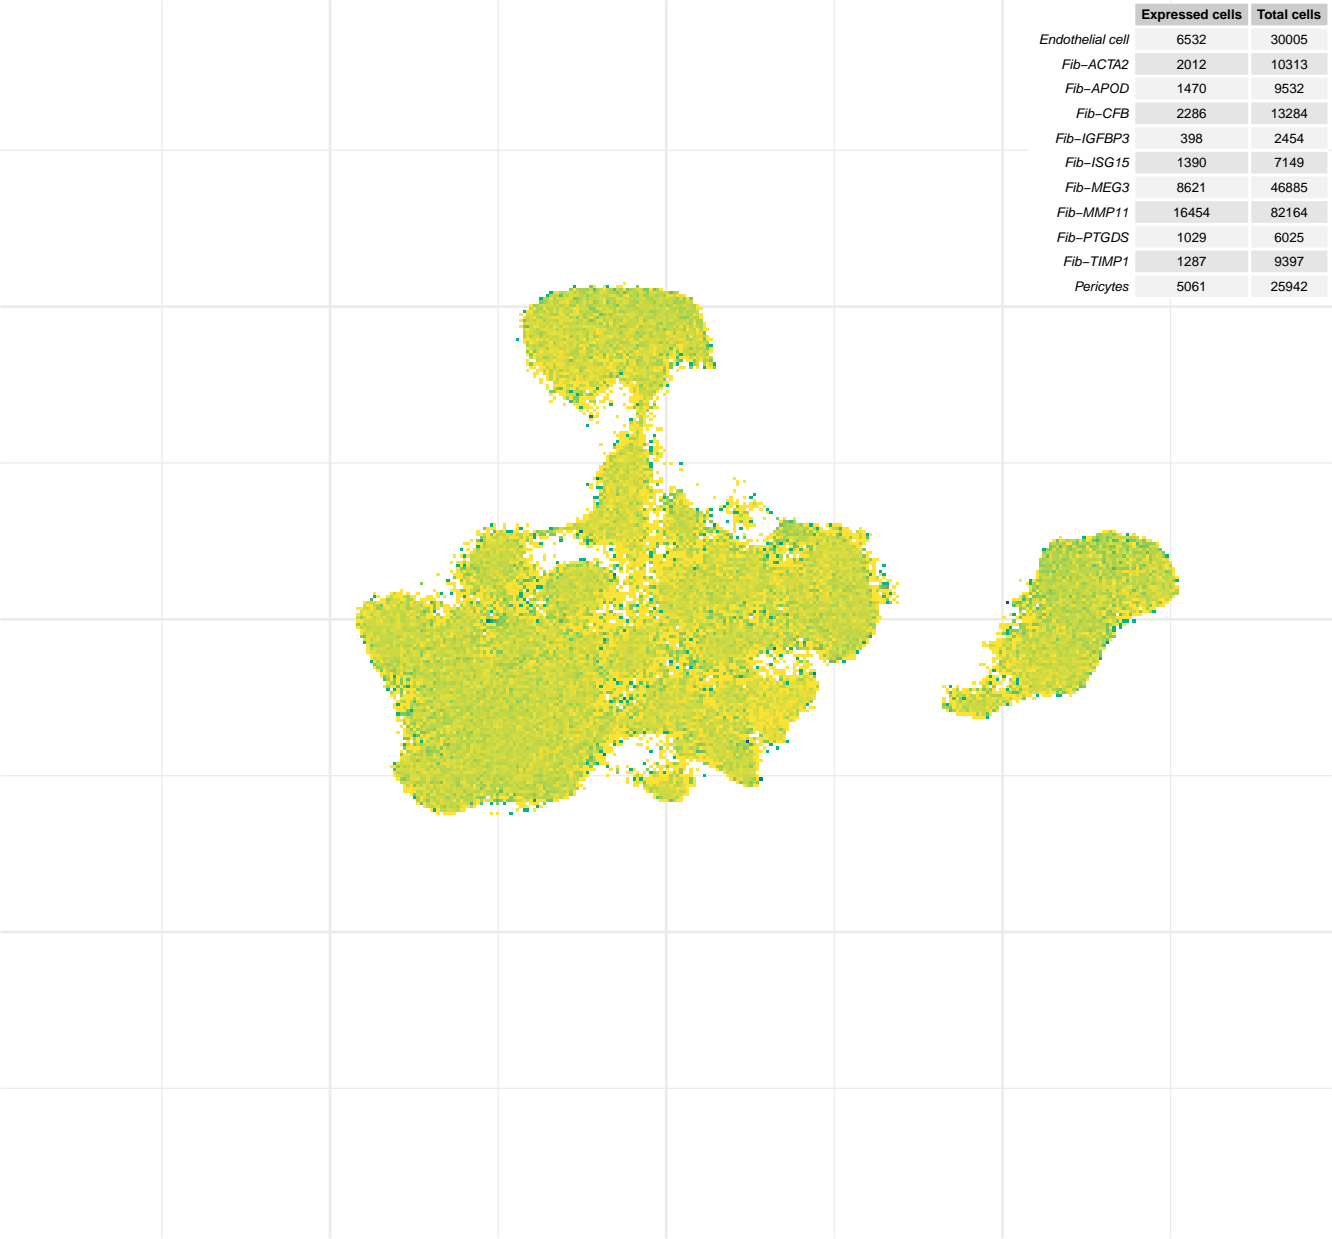 Expressed cells Total cells
Endothelial cell 6532 30005
Fib−ACTA2 2012 10313
Fib−APOD 1470 9532
Fib−CFB 2286 13284
Fib−IGFBP3 398 2454
Fib−ISG15 1390 7149
Fib−MEG3 8621 46885
Fib−MMP11 16454 82164
Fib−PTGDS 1029 6025
Fib−TIMP1 1287 9397
Pericytes 5061 25942